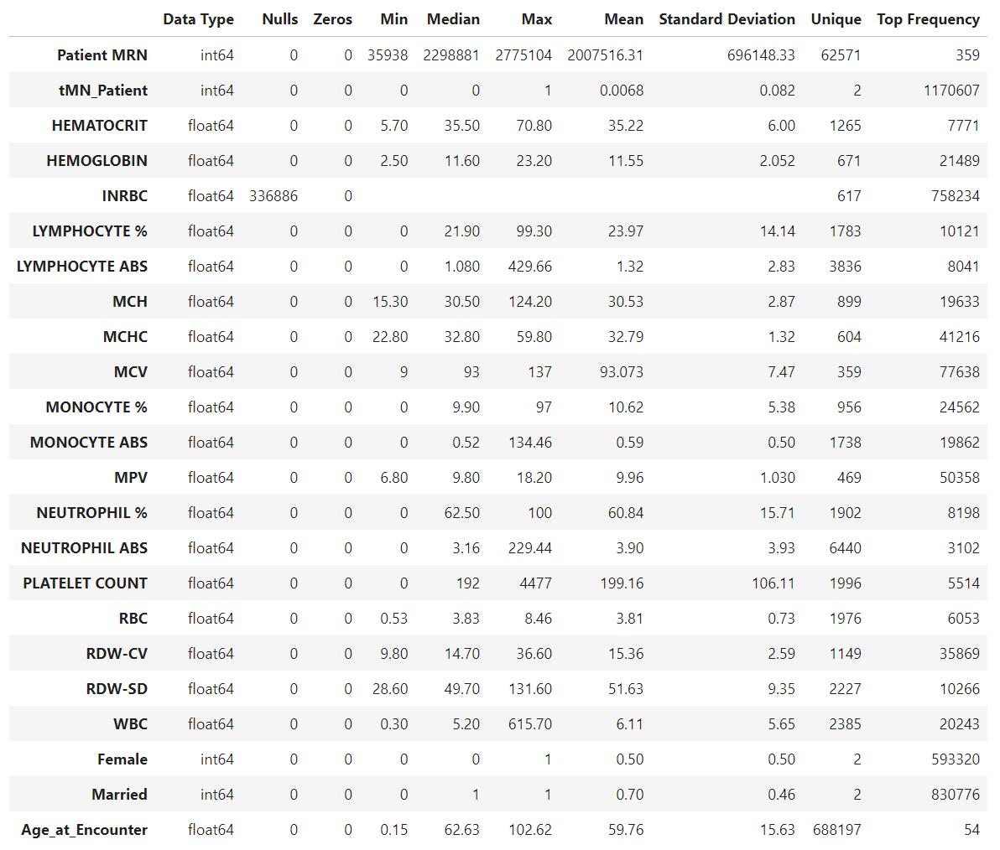 Data Type Nulls Zeros Min Median Max Mean Standard Deviation Unique Top Frequency
Patient MRN int64 0 0 35938 2298881 2775104 2007516.31 696148.33 62571 359
tMN_Patient int64 0 0 0 0 1 0.0068 0.082 2 1170607
HEMATOCRIT float64 0 0 5.70 35.50 70.80 35.22 6.00 1265 7771
HEMOGLOBIN float64 0 0 2.50 11.60 23.20 11.55 2.052 671 21489
INRBC float64 336886 0 617 758234
LYMPHOCYTE % float64 0 0 0 21.90 99.30 23.97 14.14 1783 10121
LYMPHOCYTE ABS float64 0 0 0 1.080 429.66 1.32 2.83 3836 8041
MCH float64 0 0 15.30 30.50 124.20 30.53 2.87 899 19633
MCHC float64 0 0 22.80 32.80 59.80 32.79 1.32 604 41216
MCV float64 0 0 9 93 137 93.073 7.47 359 77638
MONOCYTE % float64 0 0 0 9.90 97 10.62 5.38 956 24562
MONOCYTE ABS float64 0 0 0 0.52 134.46 0.59 0.50 1738 19862
MPV float64 0 0 6.80 9.80 18.20 9.96 1.030 469 50358
NEUTROPHIL % float64 0 0 0 62.50 100 60.84 15.71 1902 8198
NEUTROPHIL ABS float64 0 0 0 3.16 229.44 3.90 3.93 6440 3102
PLATELET COUNT float64 0 0 0 192 4477 199.16 106.11 1996 5514
RBC float64 0 0 0.53 3.83 8.46 3.81 0.73 1976 6053
RDW-CV float64 0 0 9.80 14.70 36.60 15.36 2.59 1149 35869
RDW-SD float64 0 0 28.60 49.70 131.60 51.63 9.35 2227 10266
WBC float64 0 0 0.30 5.20 615.70 6.11 5.65 2385 20243
Female int64 0 0 0 0 1 0.50 0.50 2 593320
Married int64 0 0 0 1 1 0.70 0.46 2 830776
Age_at_Encounter float64 0 0 0.15 62.63 102.62 59.76 15.63 688197 54